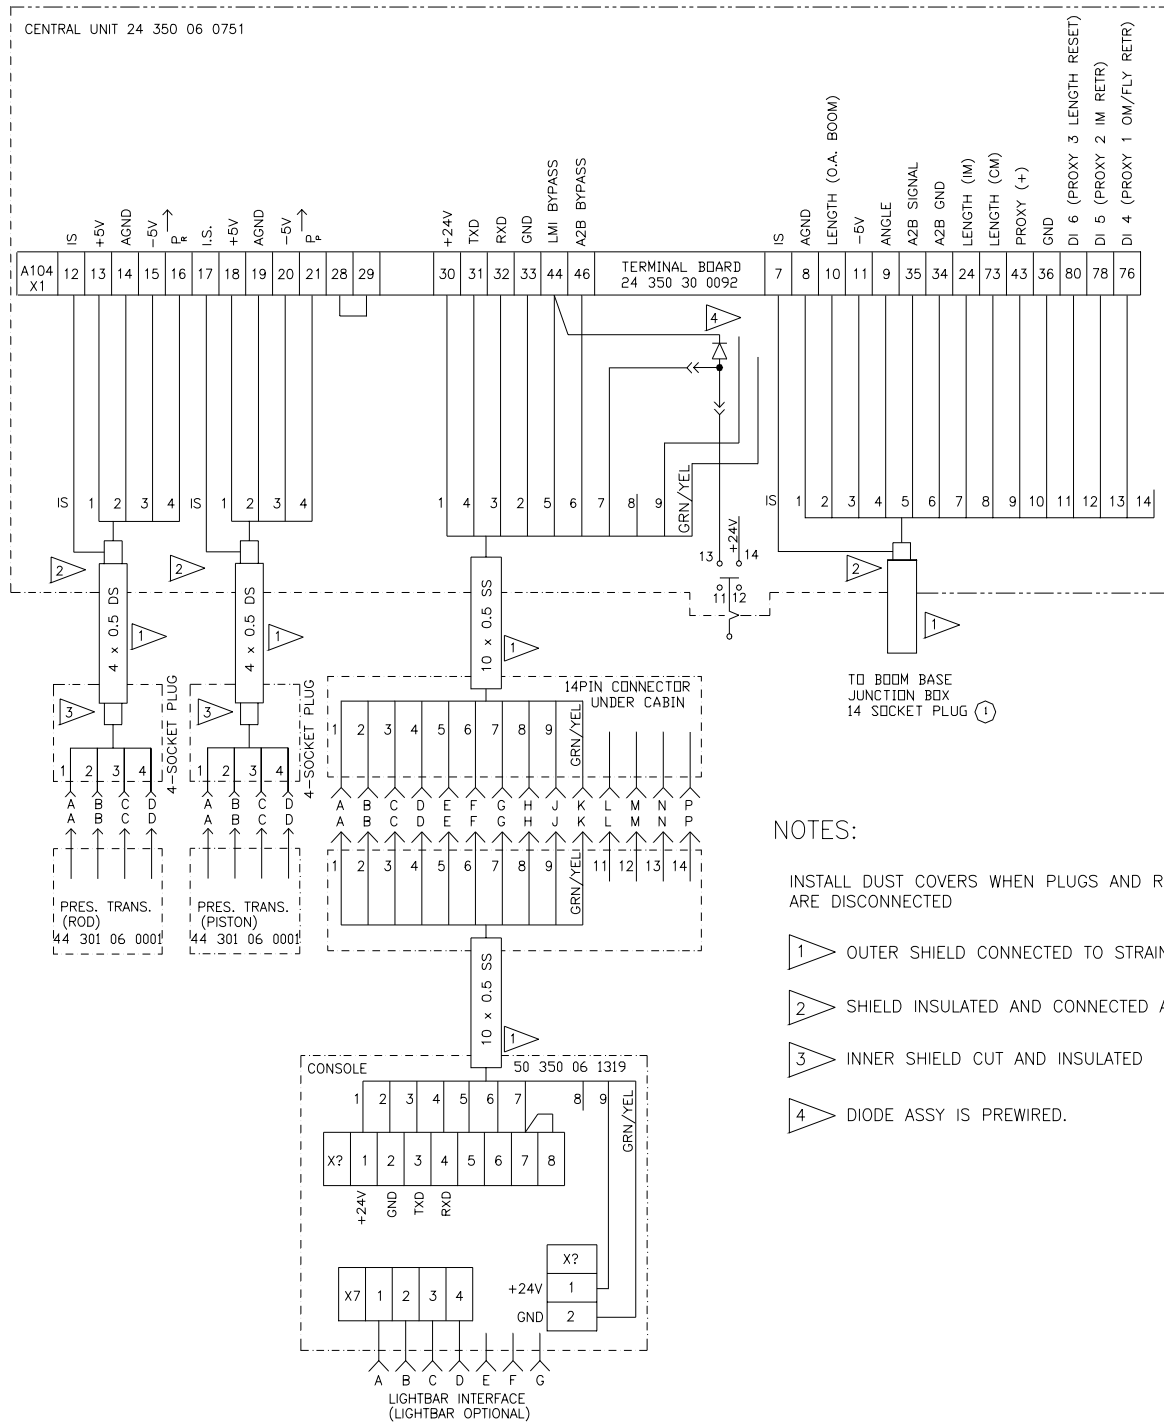 CENTRAL UNIT 24 350 06 0751
IS
+5V
AGND
-5V
PR
I.S.
+5V
AGND
-5V
PP
+24V
TXD
RXD
GND
LMI BYPASS
A2B BYPASS
IS
AGND
LENGTH (O.A. BOOM)
-5V
ANGLE
A2B SIGNAL
A2B GND
LENGTH (IM)
LENGTH (CM)
PROXY (+)
GND
DI 6 (PROXY 3 LENGTH RESET)
DI 5 (PROXY 2 IM RETR)
DI 4 (PROXY 1 OM/FLY RETR)
A104 X1 12 13 14 15 16 17 18 19 20 21 28 29 30 31 32 33 44 46 TERMINAL BOARD 7 8 10 11 9 35 34 24 73 43 36 80 78 76
24 350 30 0092
4
IS 1 2 3 4 IS 1 2 3 4 1 4 3 2 5 6 7 8 9 GRN/YEL IS 1 2 3 4 5 6 7 8 9 10 11 12 13 14
13 +24V 14
11 12
2 2 2
4 x 0.5 DS
1
4 x 0.5 DS
1
10 x 0.5 SS
1
1
TO BOOM BASE
JUNCTION BOX
14 SOCKET PLUG 1
3
4-SOCKET PLUG
3
4-SOCKET PLUG
14PIN CONNECTOR
UNDER CABIN
1 2 3 4 1 2 3 4 1 2 3 4 5 6 7 8 9 GRN/YEL
A B C D A B C D A B C D E F G H J K L M N P
A B C D A B C D A B C D E F G H J K L M N P
1 2 3 4 5 6 7 8 9 GRN/YEL 11 12 13 14
PRES. TRANS.
(ROD)
44 301 06 0001
PRES. TRANS.
(PISTON)
44 301 06 0001
10 x 0.5 SS
1
CONSOLE 50 350 06 1319
1 2 3 4 5 6 7 8 9 GRN/YEL
X? 1 2 3 4 5 6 7 8
+24V GND TXD RXD
X?
+24V 1
GND 2
X7 1 2 3 4
A B C D E F G
LIGHTBAR INTERFACE
(LIGHTBAR OPTIONAL)
NOTES:
INSTALL DUST COVERS WHEN PLUGS AND R
ARE DISCONNECTED
1 OUTER SHIELD CONNECTED TO STRAIN
2 SHIELD INSULATED AND CONNECTED A
3 INNER SHIELD CUT AND INSULATED
4 DIODE ASSY IS PREWIRED.